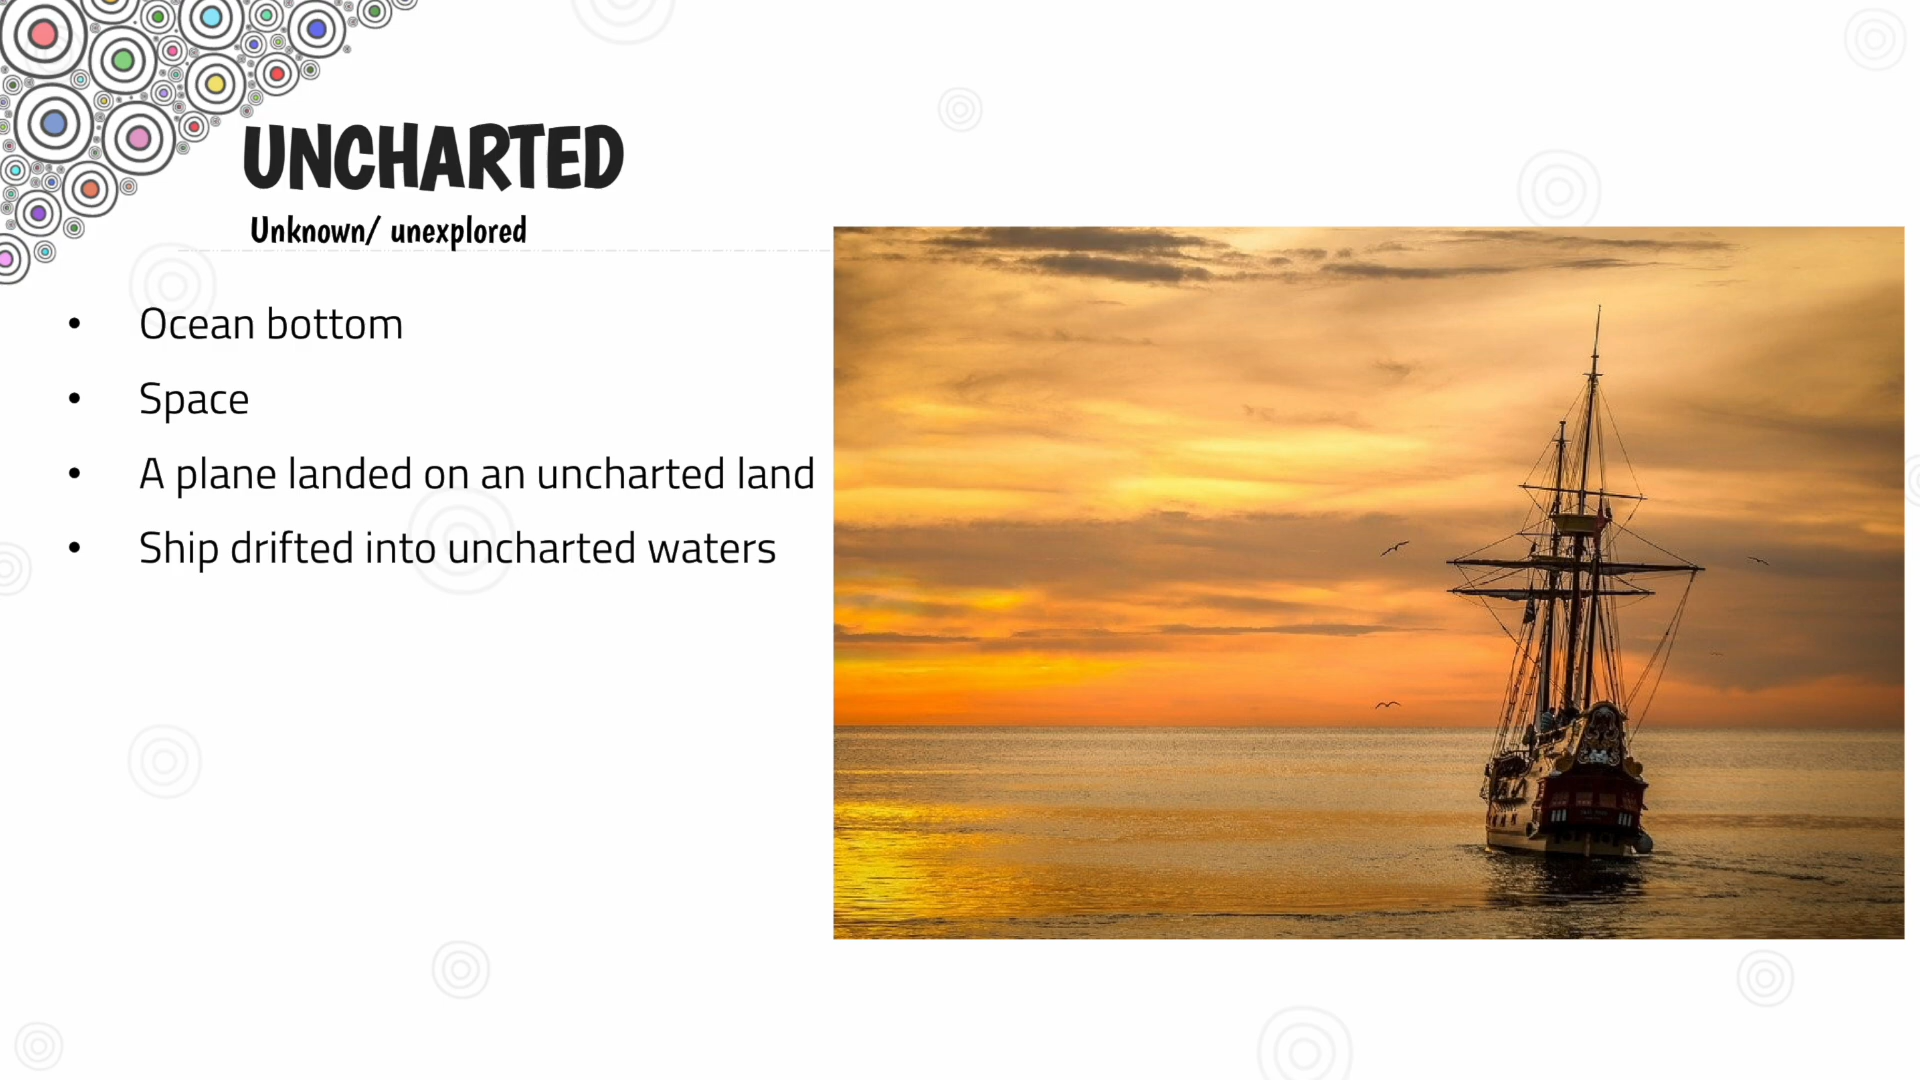 UNCHARTED
Unknown/ unexplored
• Ocean bottom
• Space
• A plane landed on an uncharted land
• Ship drifted into uncharted waters